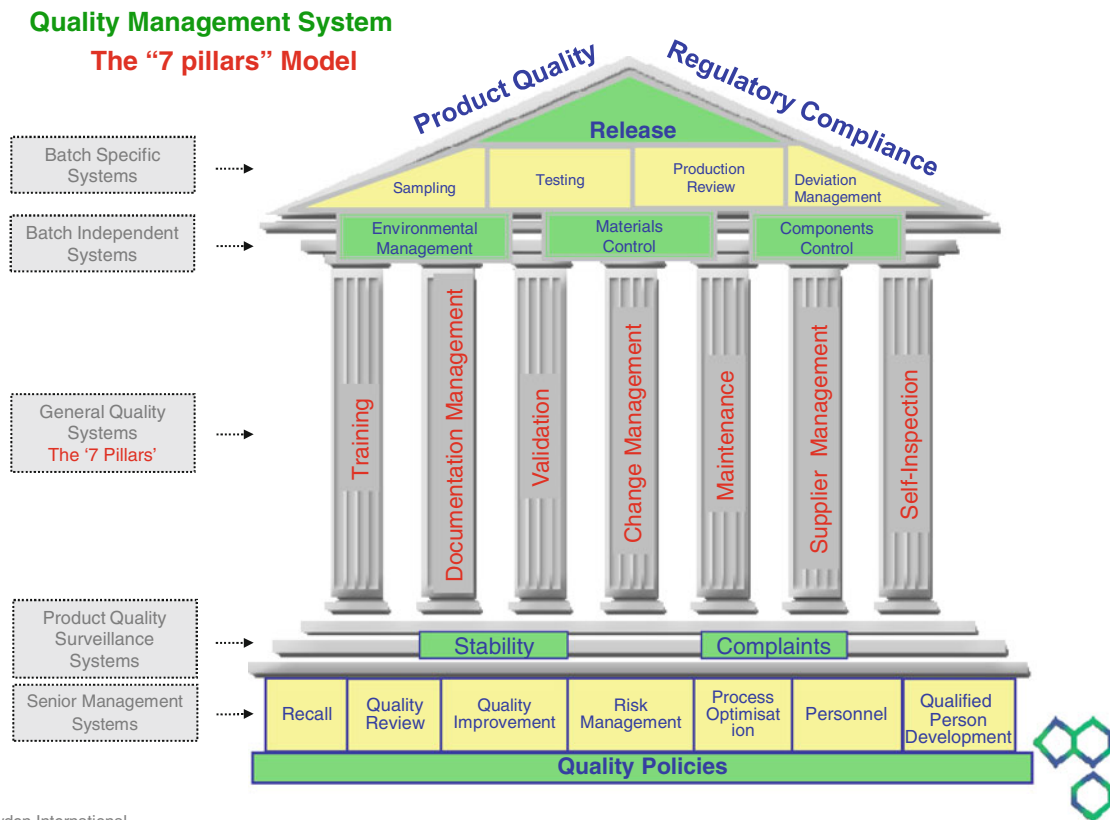 Quality Management System
The “7 pillars” Model
Product Quality
Regulatory Compliance
Release
Batch Specific
Systems
Sampling
Testing
Production
Review
Deviation
Management
Batch Independent
Systems
Environmental
Management
Materials
Control
Components
Control
General Quality
Systems
The ‘7 Pillars’
Training
Documentation Management
Validation
Change Management
Maintenance
Supplier Management
Self-Inspection
Product Quality
Surveillance
Systems
Stability
Complaints
Senior Management
Systems
Recall
Quality
Review
Quality
Improvement
Risk
Management
Process
Optimisat
ion
Personnel
Qualified
Person
Development
Quality Policies
International